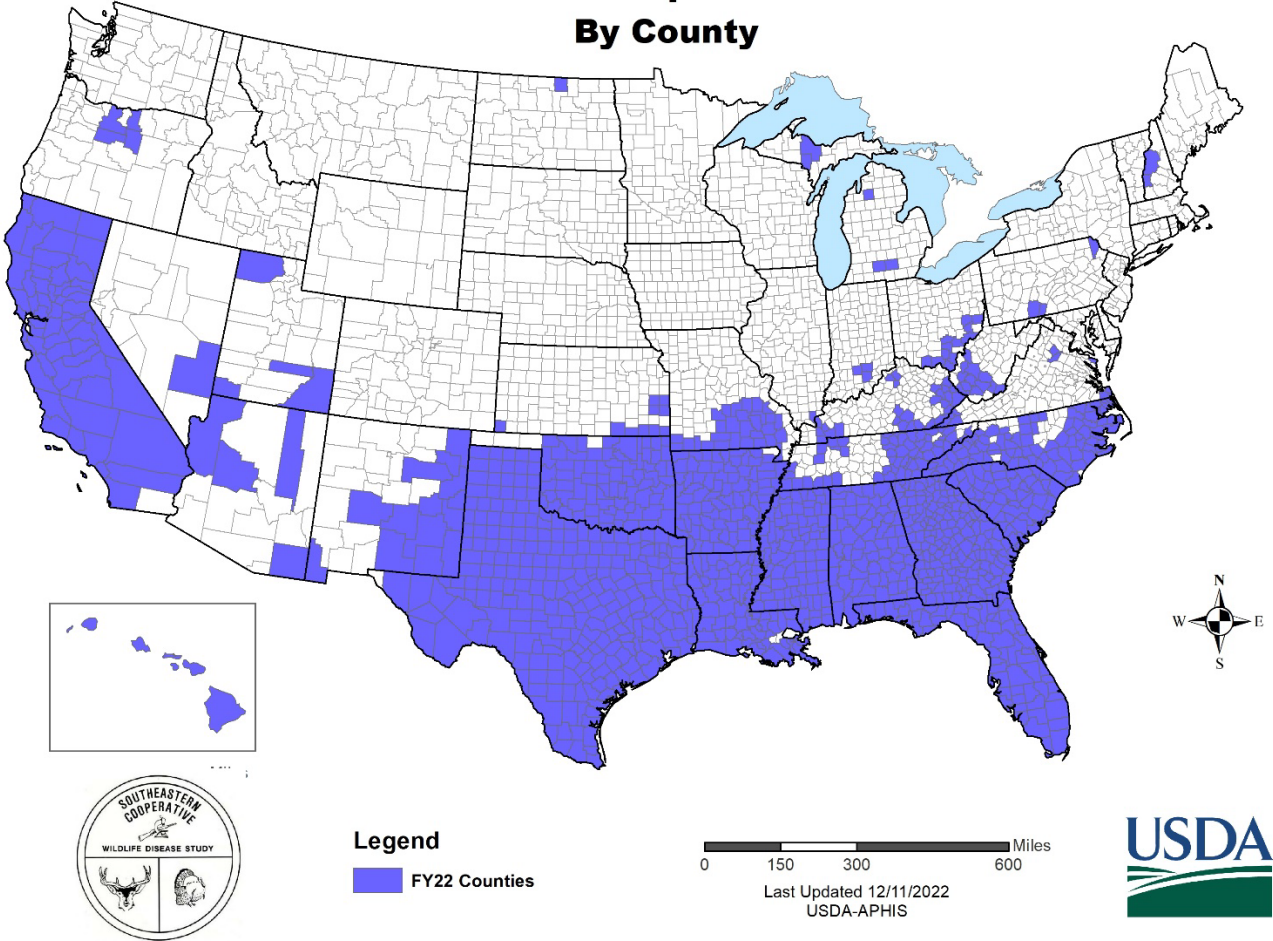 By County
N
W
E
S
SOUTHEASTERN
COOPERATIVE
WILDLIFE DISEASE STUDY
Legend
FY22 Counties
Miles
0 150 300 600
Last Updated 12/11/2022
USDA-APHIS
USDA